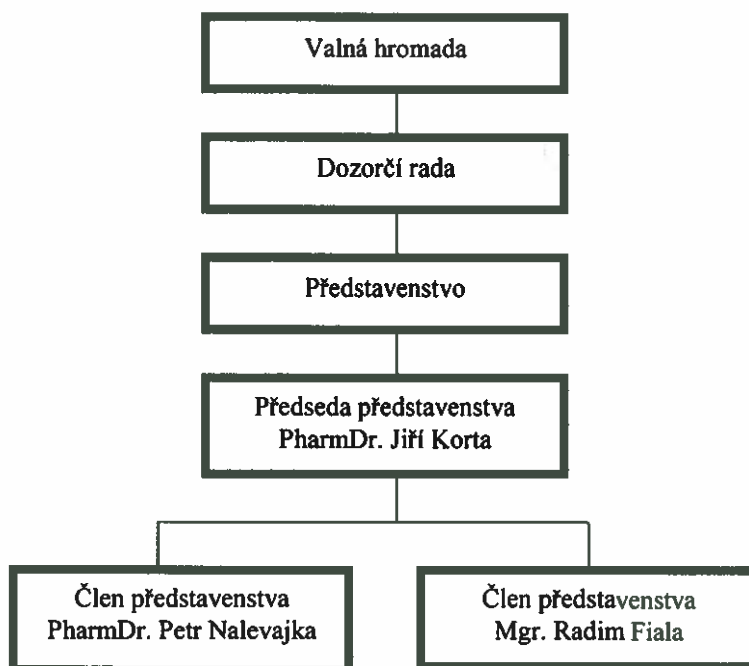 Valná hromada
Dozorčí rada
Představenstvo
Předseda představenstva
PharmDr. Jiří Korta
Člen představenstva
PharmDr. Petr Nalevajka
Člen představenstva
Mgr. Radim Fiala